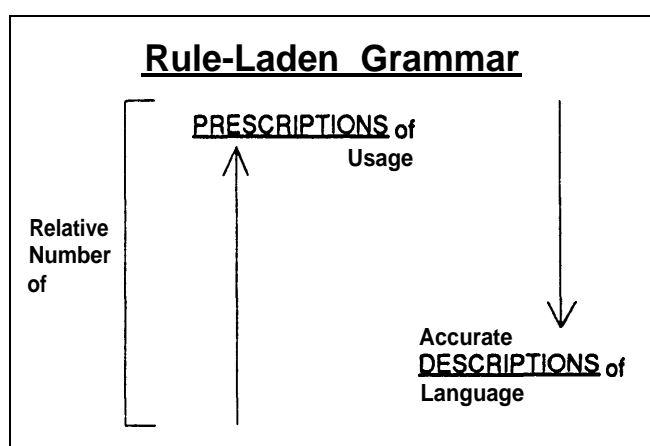 Rule-Laden Grammar
PRESCRIPTIONS of
Usage
Relative
Number
of
Accurate
DESCRIPTIONS of
Language